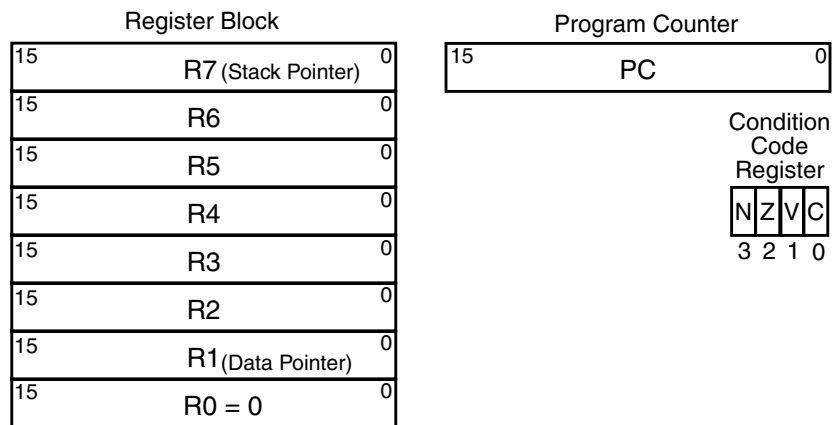 Register Block
15 R7 (Stack Pointer) 0
15 R6 0
15 R5 0
15 R4 0
15 R3 0
15 R2 0
15 R1 (Data Pointer) 0
15 R0 = 0 0
Program Counter
15 PC 0
Condition
Code
Register
N Z V C
3 2 1 0